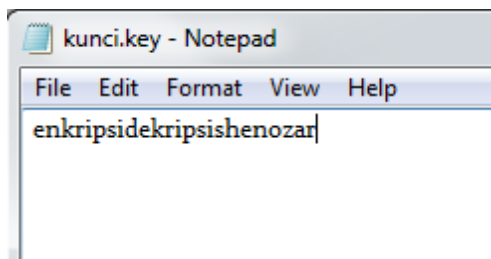 kunci.key - Notepad
File Edit Format View Help
enkripsidekripsishenozar